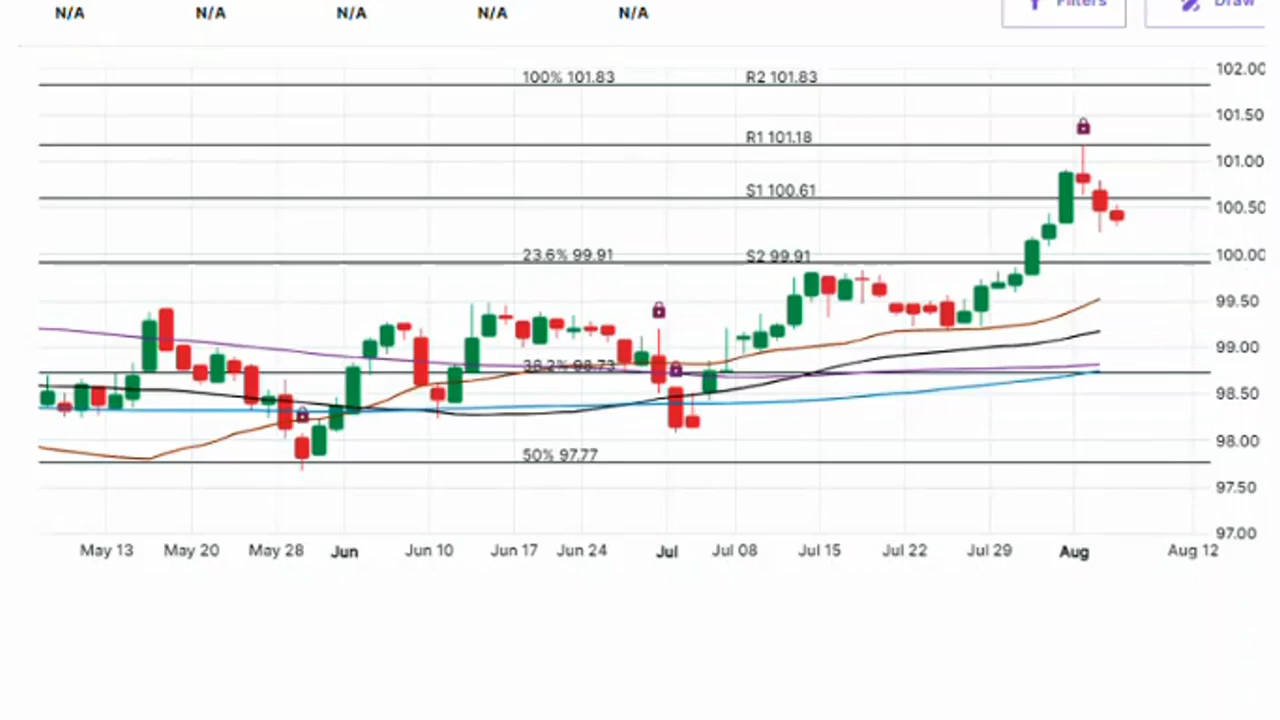 N/A N/A N/A N/A N/A
Filters Draw
102.00
100% 101.83 R2 101.83
101.50
R1 101.18
101.00
S1 100.61
100.50
23.6% 99.91 S2 99.91
100.00
99.50
99.00
38.2% 98.73
98.50
98.00
50% 97.77
97.50
97.00
May 13 May 20 May 28 Jun Jun 10 Jun 17 Jun 24 Jul Jul 08 Jul 15 Jul 22 Jul 29 Aug Aug 12